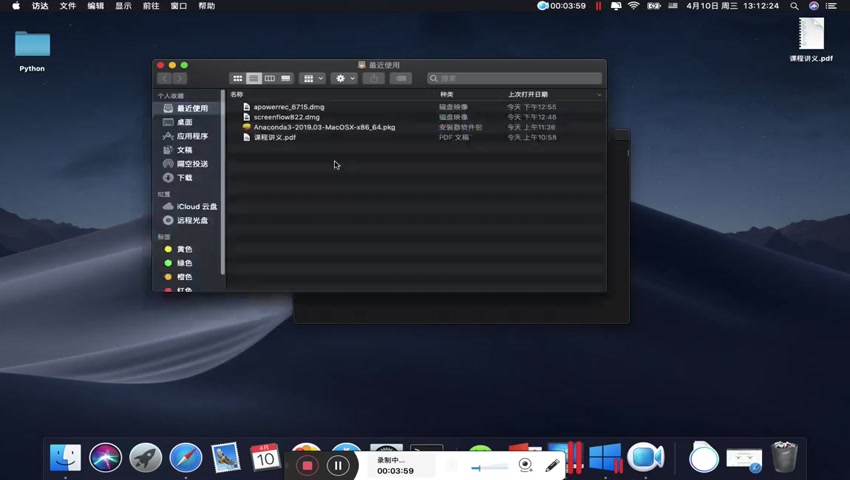 访达 文件 编辑 显示 前往 窗口 帮助 00:03:59 4月10日 周三 13:12:24
Python
课程讲义.pdf
最近使用
搜索
个人收藏
最近使用
桌面
应用程序
文稿
隔空投送
下载
位置
iCloud 云盘
远程光盘
标签
黄色
绿色
橙色
红色
名称 种类 上次打开日期
apowerrec_6715.dmg 磁盘映像 今天 下午12:55
screenflow822.dmg 磁盘映像 今天 下午12:48
Anaconda3-2019.03-MacOSX-x86_64.pkg 安装器软件包 今天 上午11:26
课程讲义.pdf PDF 文稿 今天 上午10:58
10
录制中...
00:03:59